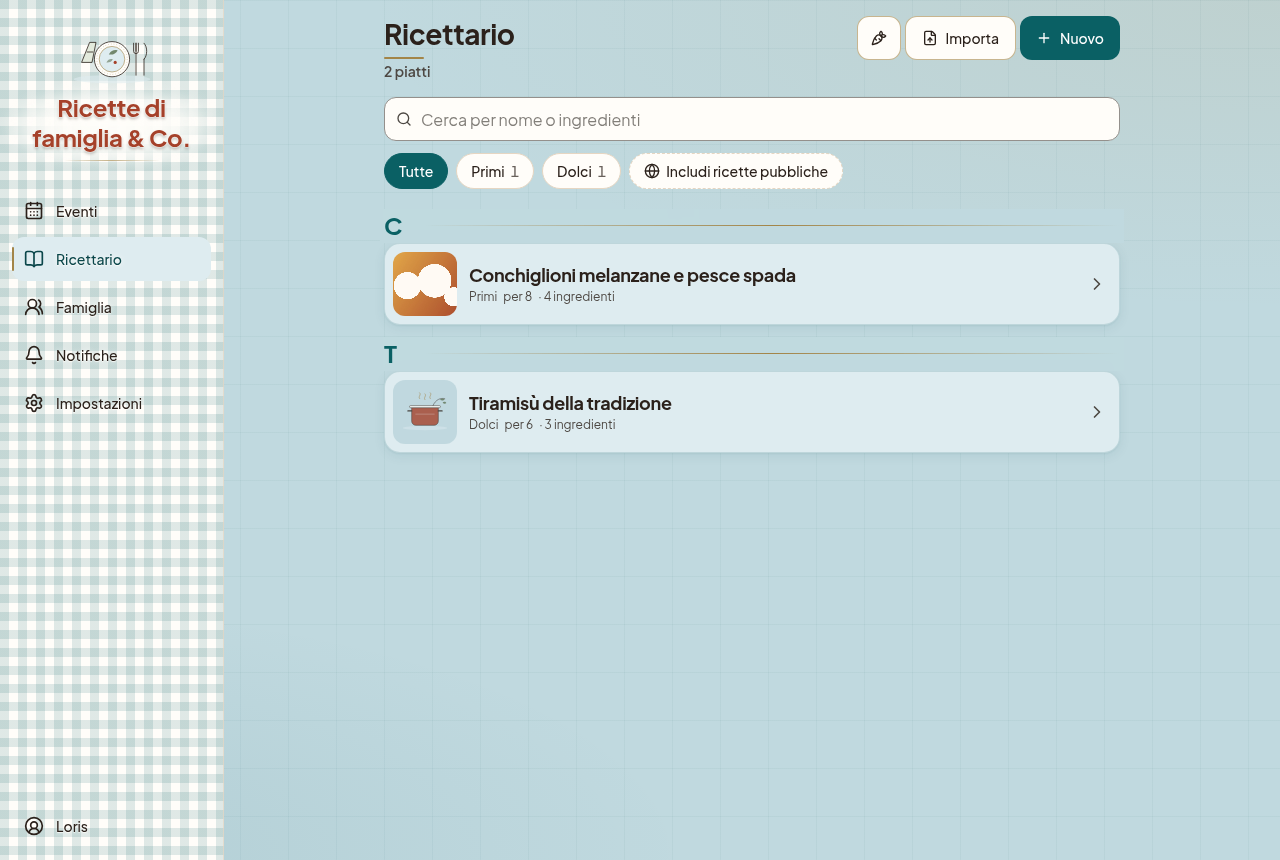 Ricette di
famiglia & Co.
Eventi
Ricettario
Famiglia
Notifiche
Impostazioni
Loris
Ricettario
2 piatti
Importa
Nuovo
Cerca per nome o ingredienti
Tutte
Primi 1
Dolci 1
Includi ricette pubbliche
C
Conchiglioni melanzane e pesce spada
Primi per 8 · 4 ingredienti
T
Tiramisù della tradizione
Dolci per 6 · 3 ingredienti